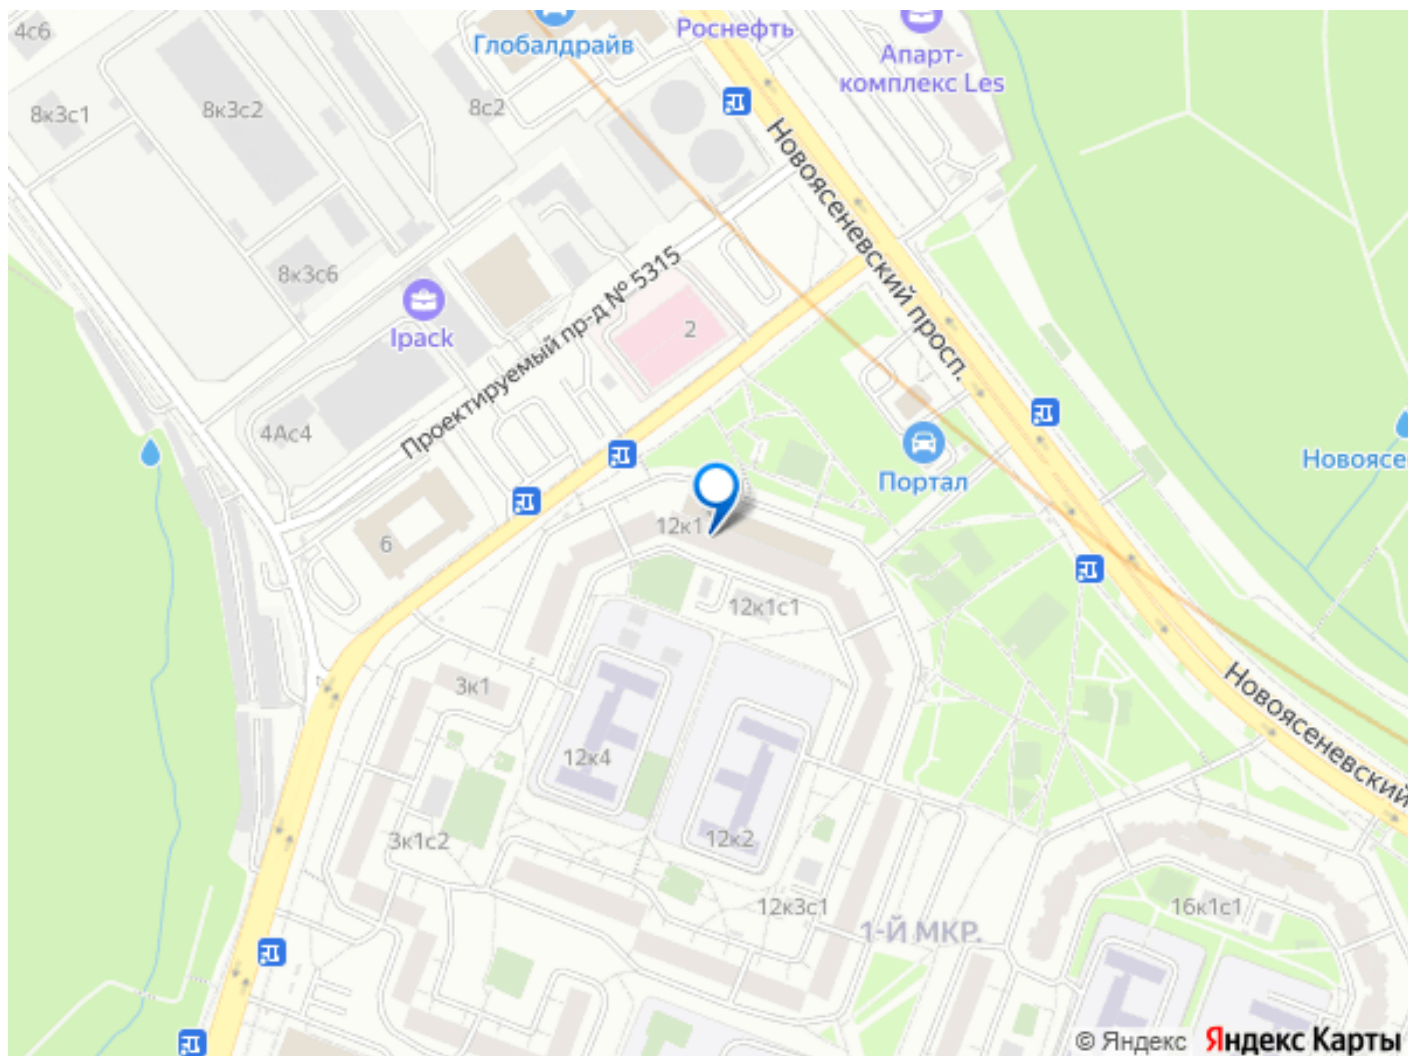 4с6
Глобалдрайв
Роснефть
Апарт-
комплекс Les
8к3с1
8к3с2
8с2
Новоясеневский просп.
8к3с6
Проектируемый пр-д № 5315
Ipack
2
4Ас4
Портал
Новоясе
12к1
6
12к1с1
3к1
Новоясеневский
12к4
3к1с2
12к2
12к3с1
16к1с1
1-Й МКР.
© Яндекс Яндекс Карты